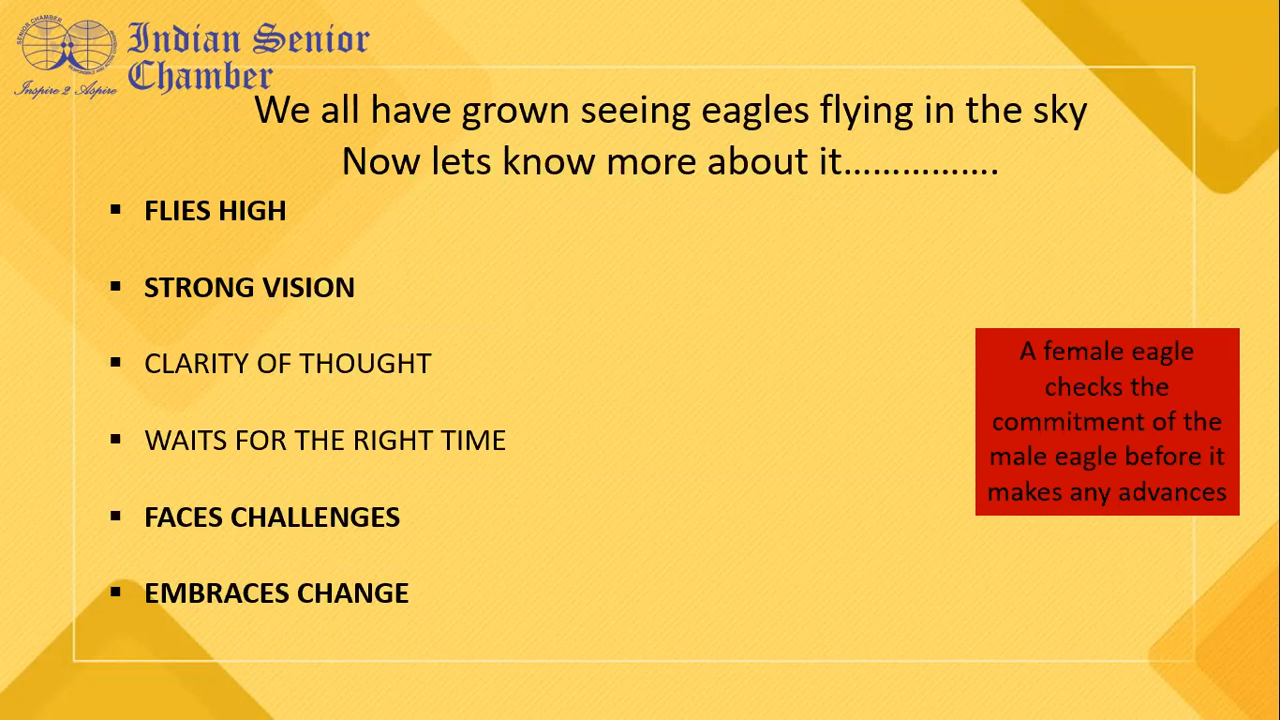 Indian Senior
Chamber
Inspire 2 Aspire
SENIOR CHAMBER
We all have grown seeing eagles flying in the sky
Now lets know more about it................
▪ FLIES HIGH
▪ STRONG VISION
▪ CLARITY OF THOUGHT
▪ WAITS FOR THE RIGHT TIME
▪ FACES CHALLENGES
▪ EMBRACES CHANGE
A female eagle
checks the
commitment of the
male eagle before it
makes any advances